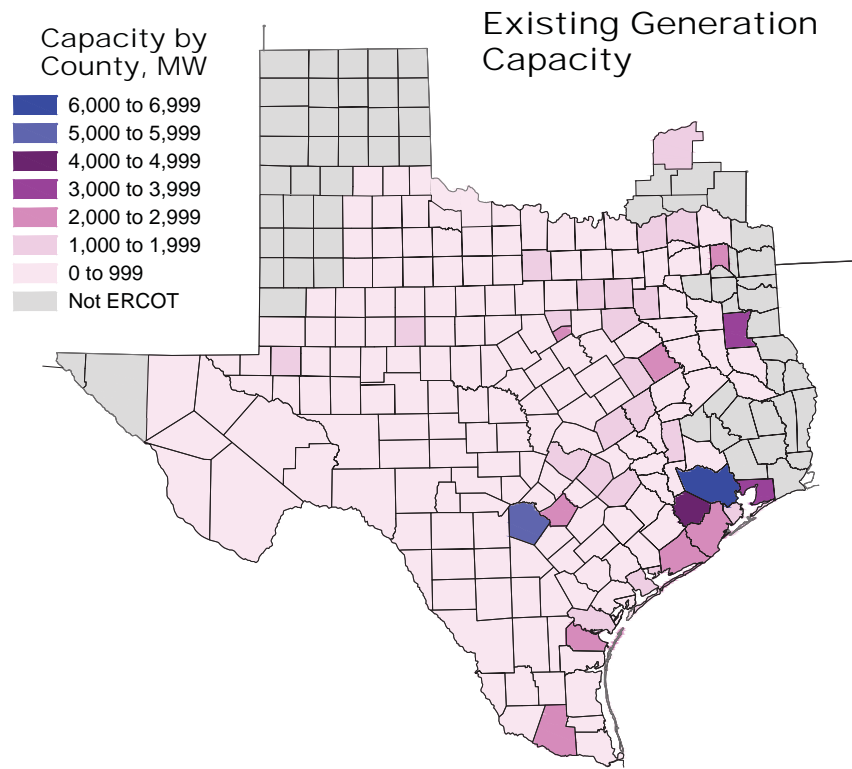 Existing Generation
Capacity
Capacity by
County, MW
6,000 to 6,999
5,000 to 5,999
4,000 to 4,999
3,000 to 3,999
2,000 to 2,999
1,000 to 1,999
0 to 999
Not ERCOT